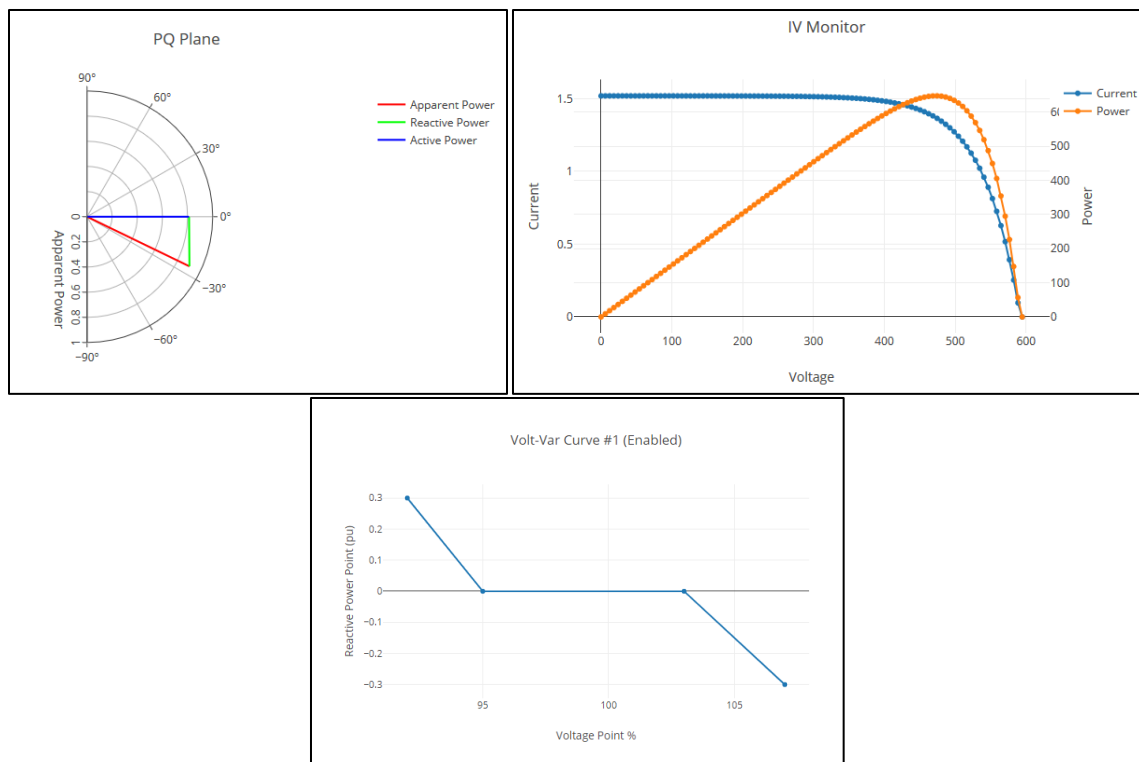 PQ Plane
90°
60°
30°
0°
−30°
−60°
−90°
0
0.2
0.4
0.6
0.8
1
Apparent Power
Apparent Power
Reactive Power
Active Power
IV Monitor
1.5
1
0.5
0
Current
0
100
200
300
400
500
600
Voltage
0
100
200
300
400
500
Power
Current
Power
Volt-Var Curve #1 (Enabled)
0.3
0.2
0.1
0
−0.1
−0.2
−0.3
Reactive Power Point (pu)
95
100
105
Voltage Point %